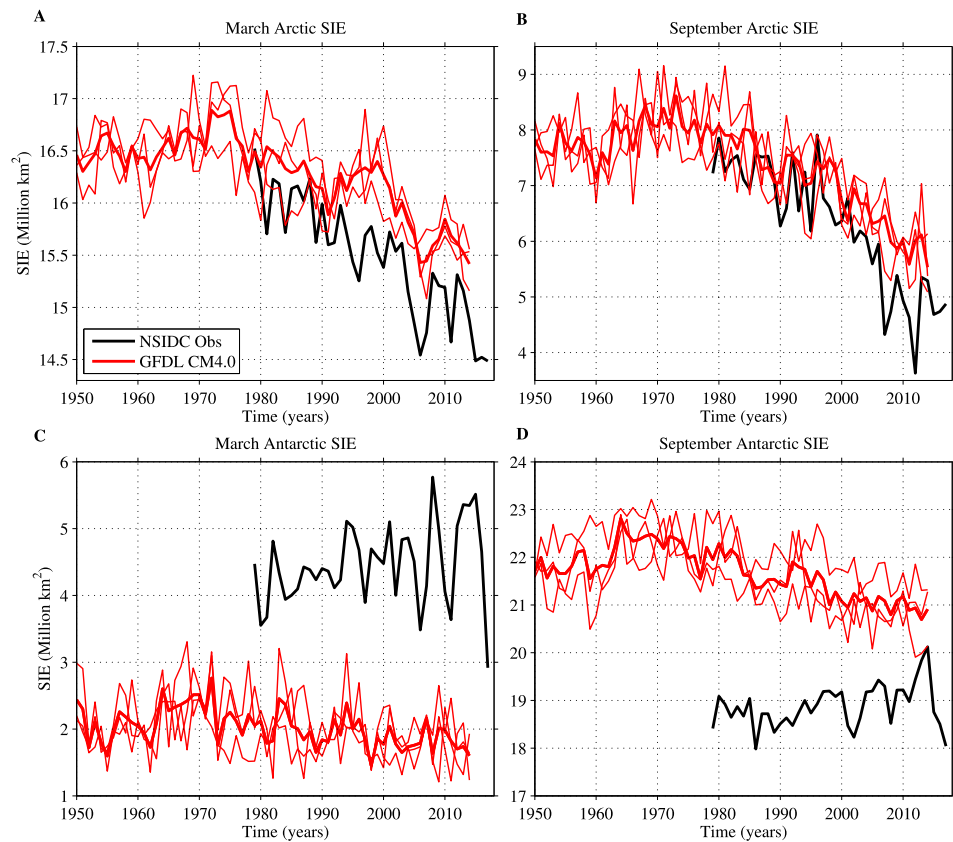 A
March Arctic SIE
17.5
17
16.5
16
15.5
15
14.5
SIE (Million km²)
NSIDC Obs
GFDL CM4.0
1950 1960 1970 1980 1990 2000 2010
Time (years)
B
September Arctic SIE
9
8
7
6
5
4
1950 1960 1970 1980 1990 2000 2010
Time (years)
C
March Antarctic SIE
6
5
4
3
2
1
SIE (Million km²)
1950 1960 1970 1980 1990 2000 2010
Time (years)
D
September Antarctic SIE
24
23
22
21
20
19
18
17
1950 1960 1970 1980 1990 2000 2010
Time (years)